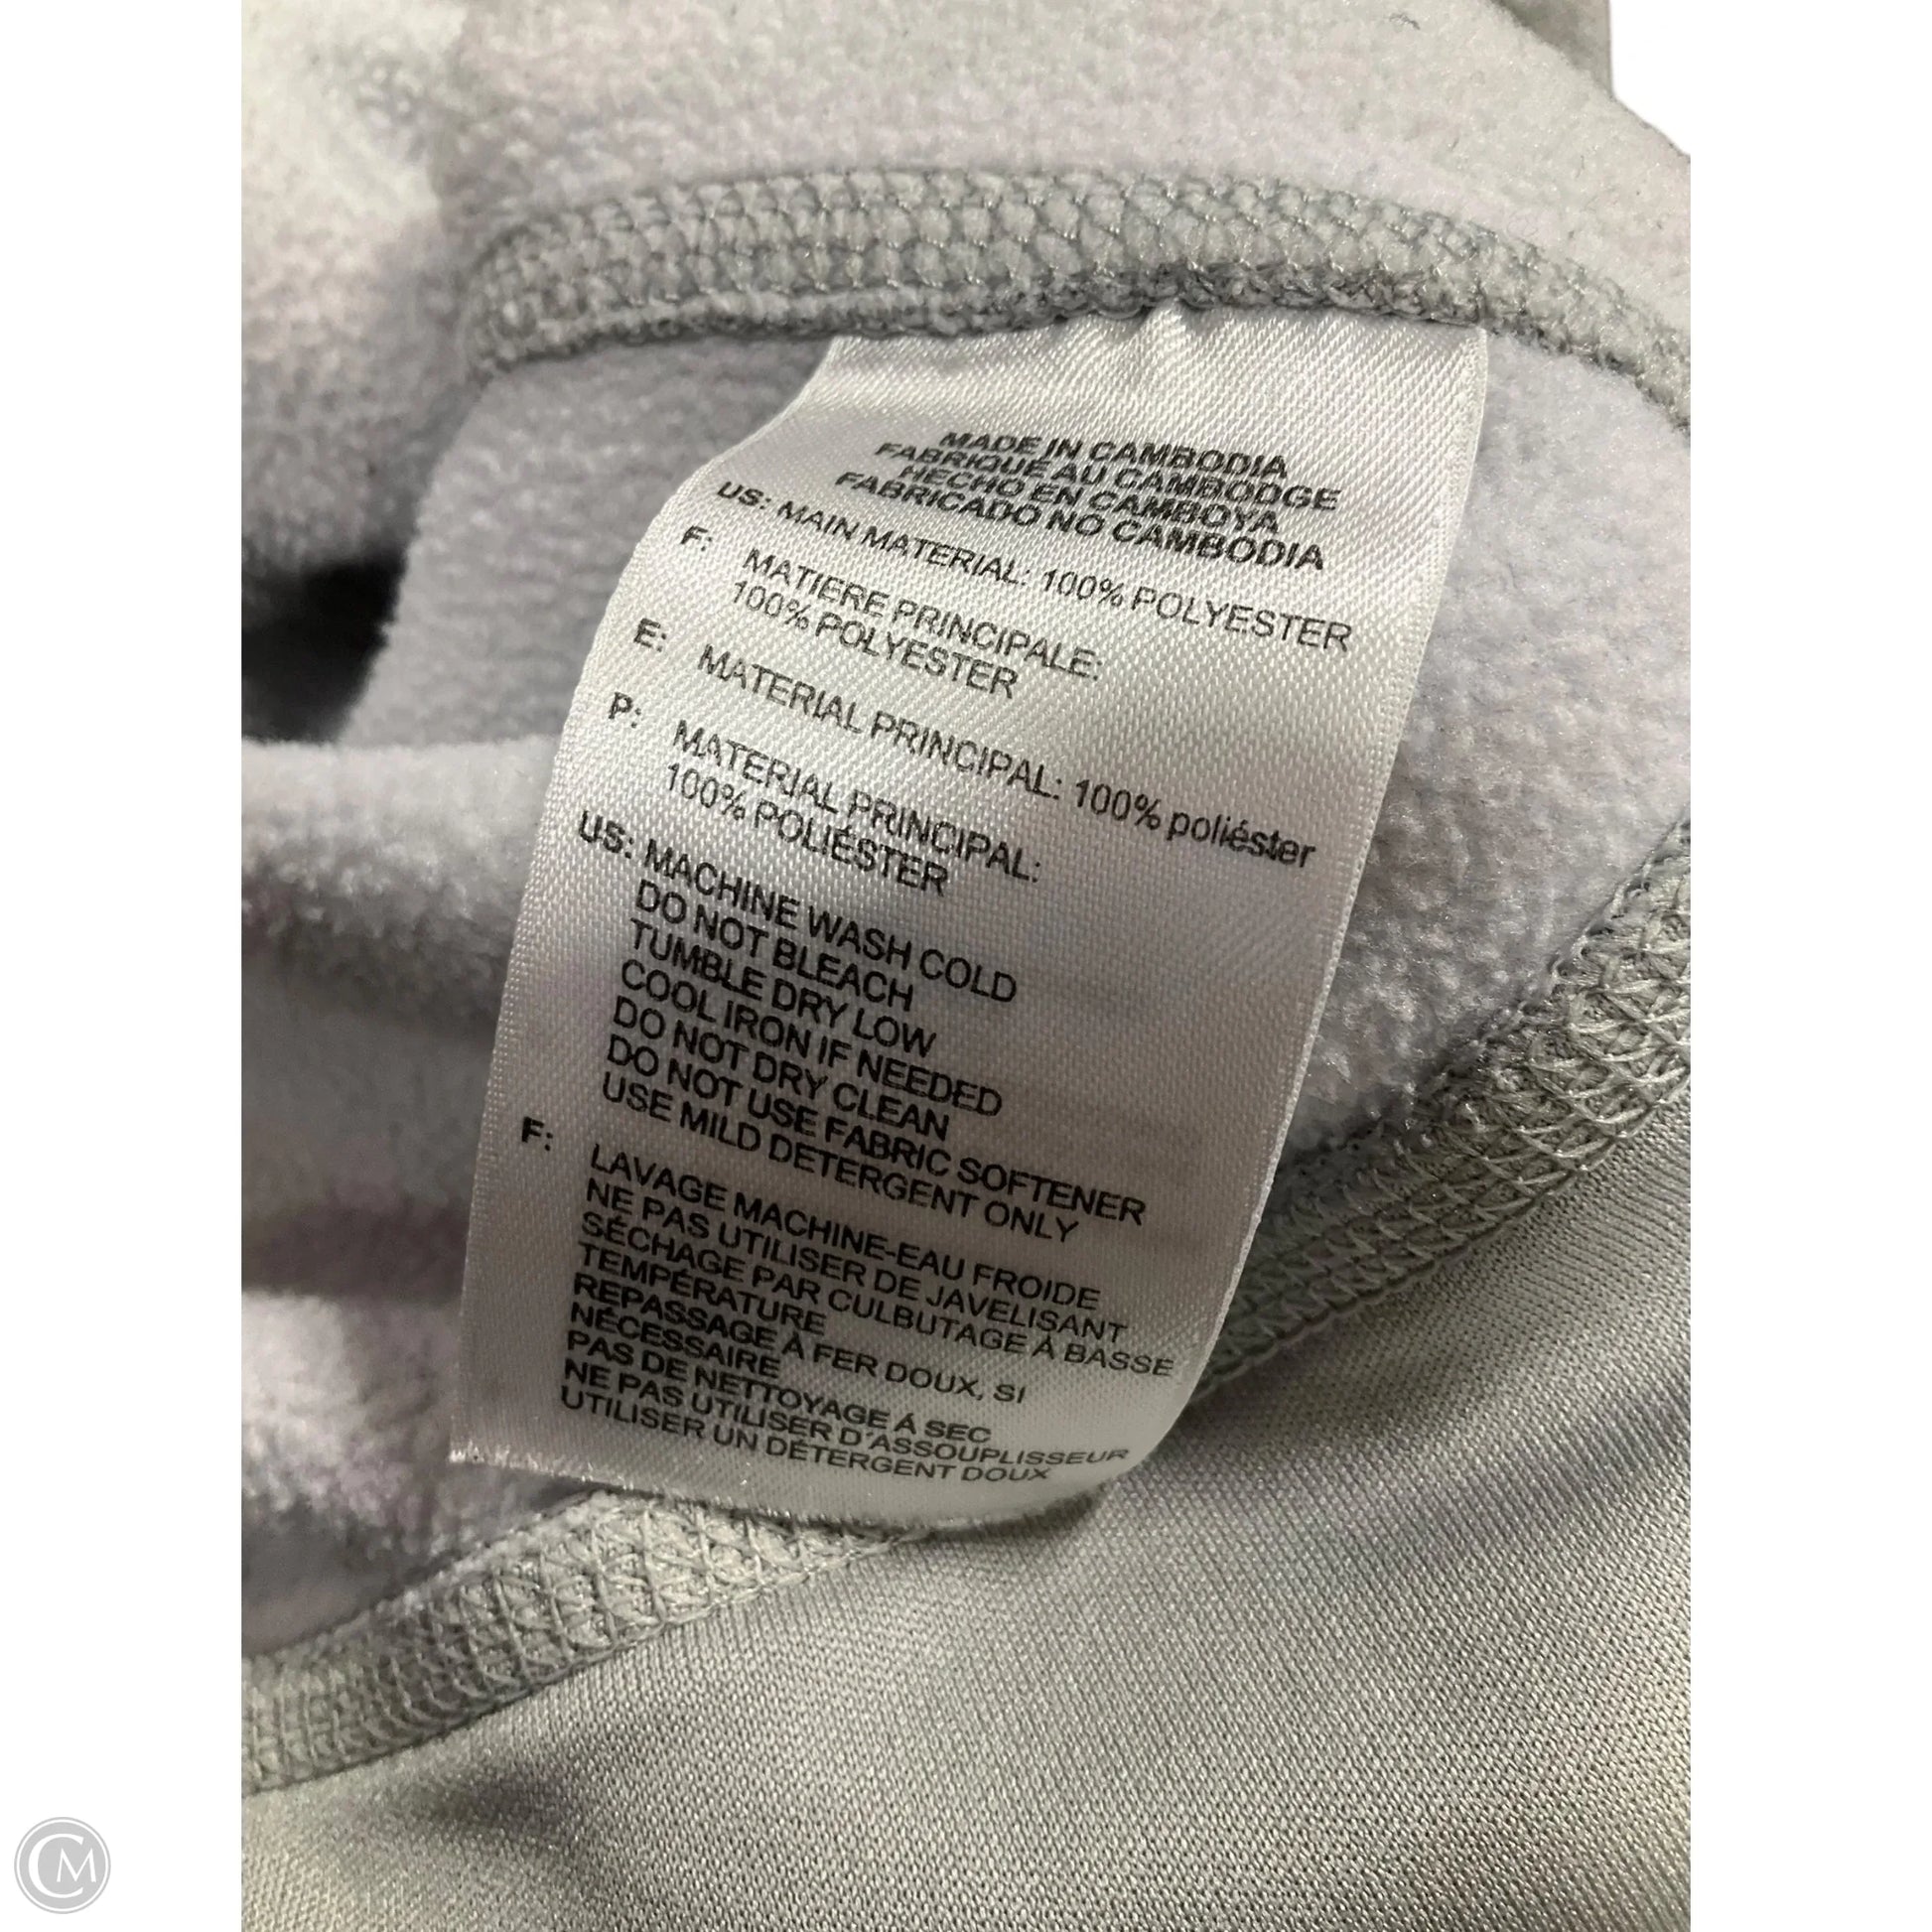 MADE IN CAMBODIA
FABRIQUÉ AU CAMBODGE
HECHO EN CAMBOYA
FABRICADO NO CAMBODIA
US: MAIN MATERIAL: 100% POLYESTER
F: MATIERE PRINCIPALE:
100% POLYESTER
E: MATERIAL PRINCIPAL: 100% poliéster
P: MATERIAL PRINCIPAL:
100% POLIÉSTER
US: MACHINE WASH COLD
DO NOT BLEACH
TUMBLE DRY LOW
COOL IRON IF NEEDED
DO NOT DRY CLEAN
DO NOT USE FABRIC SOFTENER
USE MILD DETERGENT ONLY
F: LAVAGE MACHINE-EAU FROIDE
NE PAS UTILISER DE JAVELISANT
SÉCHAGE PAR CULBUTAGE À BASSE
TEMPÉRATURE
REPASSAGE À FER DOUX, SI
NÉCESSAIRE
PAS DE NETTOYAGE À SEC
NE PAS UTILISER D'ASSOUPLISSEUR
UTILISER UN DÉTERGENT DOUX
CM